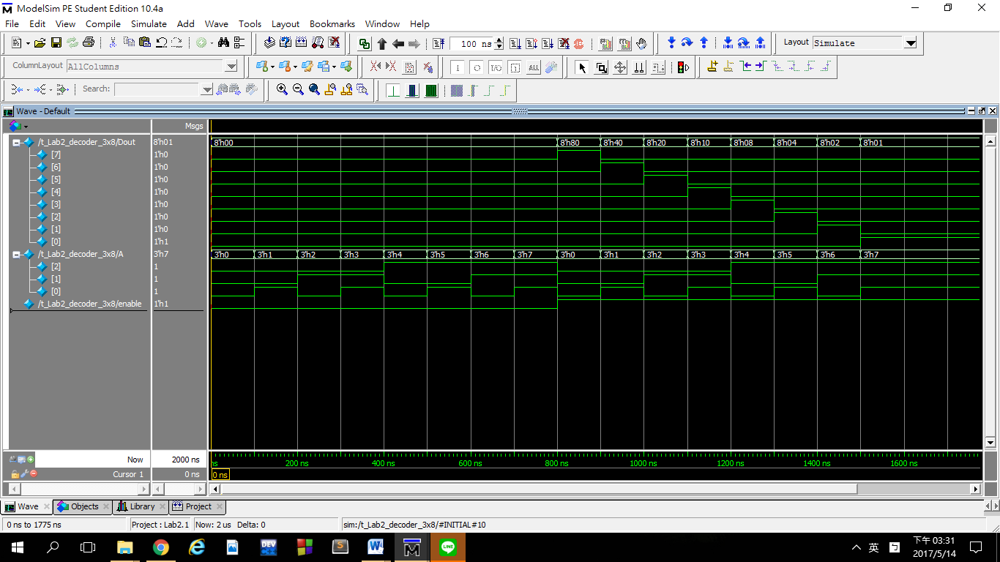 ModelSim PE Student Edition 10.4a
File Edit View Compile Simulate Add Wave Tools Layout Bookmarks Window Help
100 ns
Layout Simulate
ColumnLayout AllColumns
Search:
Wave - Default
Msgs
/t_Lab2_decoder_3x8/Dout 8'h01 8'h00 8'h80 8'h40 8'h20 8'h10 8'h08 8'h04 8'h02 8'h01
[7] 1'h0
[6] 1'h0
[5] 1'h0
[4] 1'h0
[3] 1'h0
[2] 1'h0
[1] 1'h0
[0] 1'h1
/t_Lab2_decoder_3x8/A 3'h7 3'h0 3'h1 3'h2 3'h3 3'h4 3'h5 3'h6 3'h7 3'h0 3'h1 3'h2 3'h3 3'h4 3'h5 3'h6 3'h7
[2] 1
[1] 1
[0] 1
/t_Lab2_decoder_3x8/enable 1'h1
Now 2000 ns ns 200 ns 400 ns 600 ns 800 ns 1000 ns 1200 ns 1400 ns 1600 ns
Cursor 1 0 ns 0 ns
Wave Objects Library Project
0 ns to 1775 ns Project : Lab2.1 Now: 2 us Delta: 0 sim:/t_Lab2_decoder_3x8/#INITIAL#10
DEV
LINE
英
下午 03:31
2017/5/14